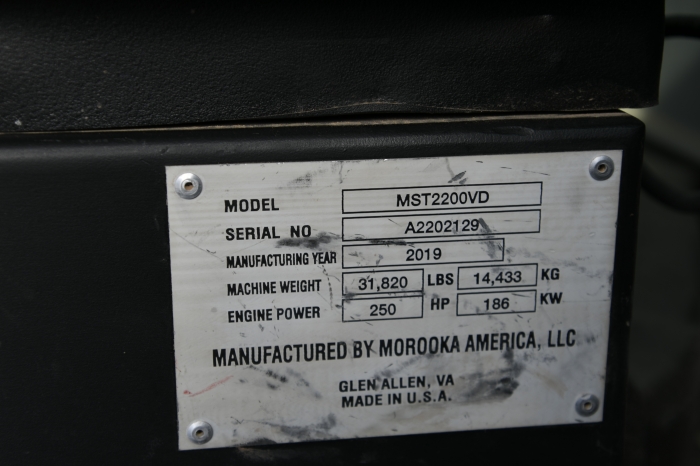 MODEL MST2200VD
SERIAL NO A2202129
MANUFACTURING YEAR 2019
MACHINE WEIGHT 31,820 LBS 14,433 KG
ENGINE POWER 250 HP 186 KW
MANUFACTURED BY MOROOKA AMERICA, LLC
GLEN ALLEN, VA
MADE IN U.S.A.